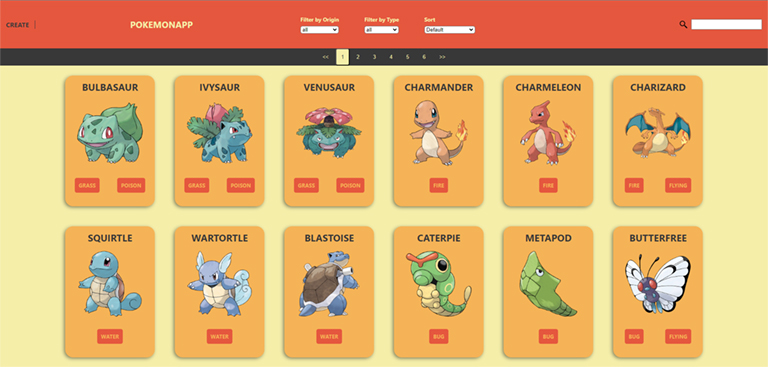 CREATE
POKEMONAPP
Filter by Origin
all
Filter by Type
all
Sort
Default
<< 1 2 3 4 5 6 >>
BULBASAUR IVYSAUR VENUSAUR CHARMANDER CHARMELEON CHARIZARD
GRASS POISON GRASS POISON GRASS POISON FIRE FIRE FIRE FLYING
SQUIRTLE WARTORTLE BLASTOISE CATERPIE METAPOD BUTTERFREE
WATER WATER WATER BUG BUG BUG FLYING